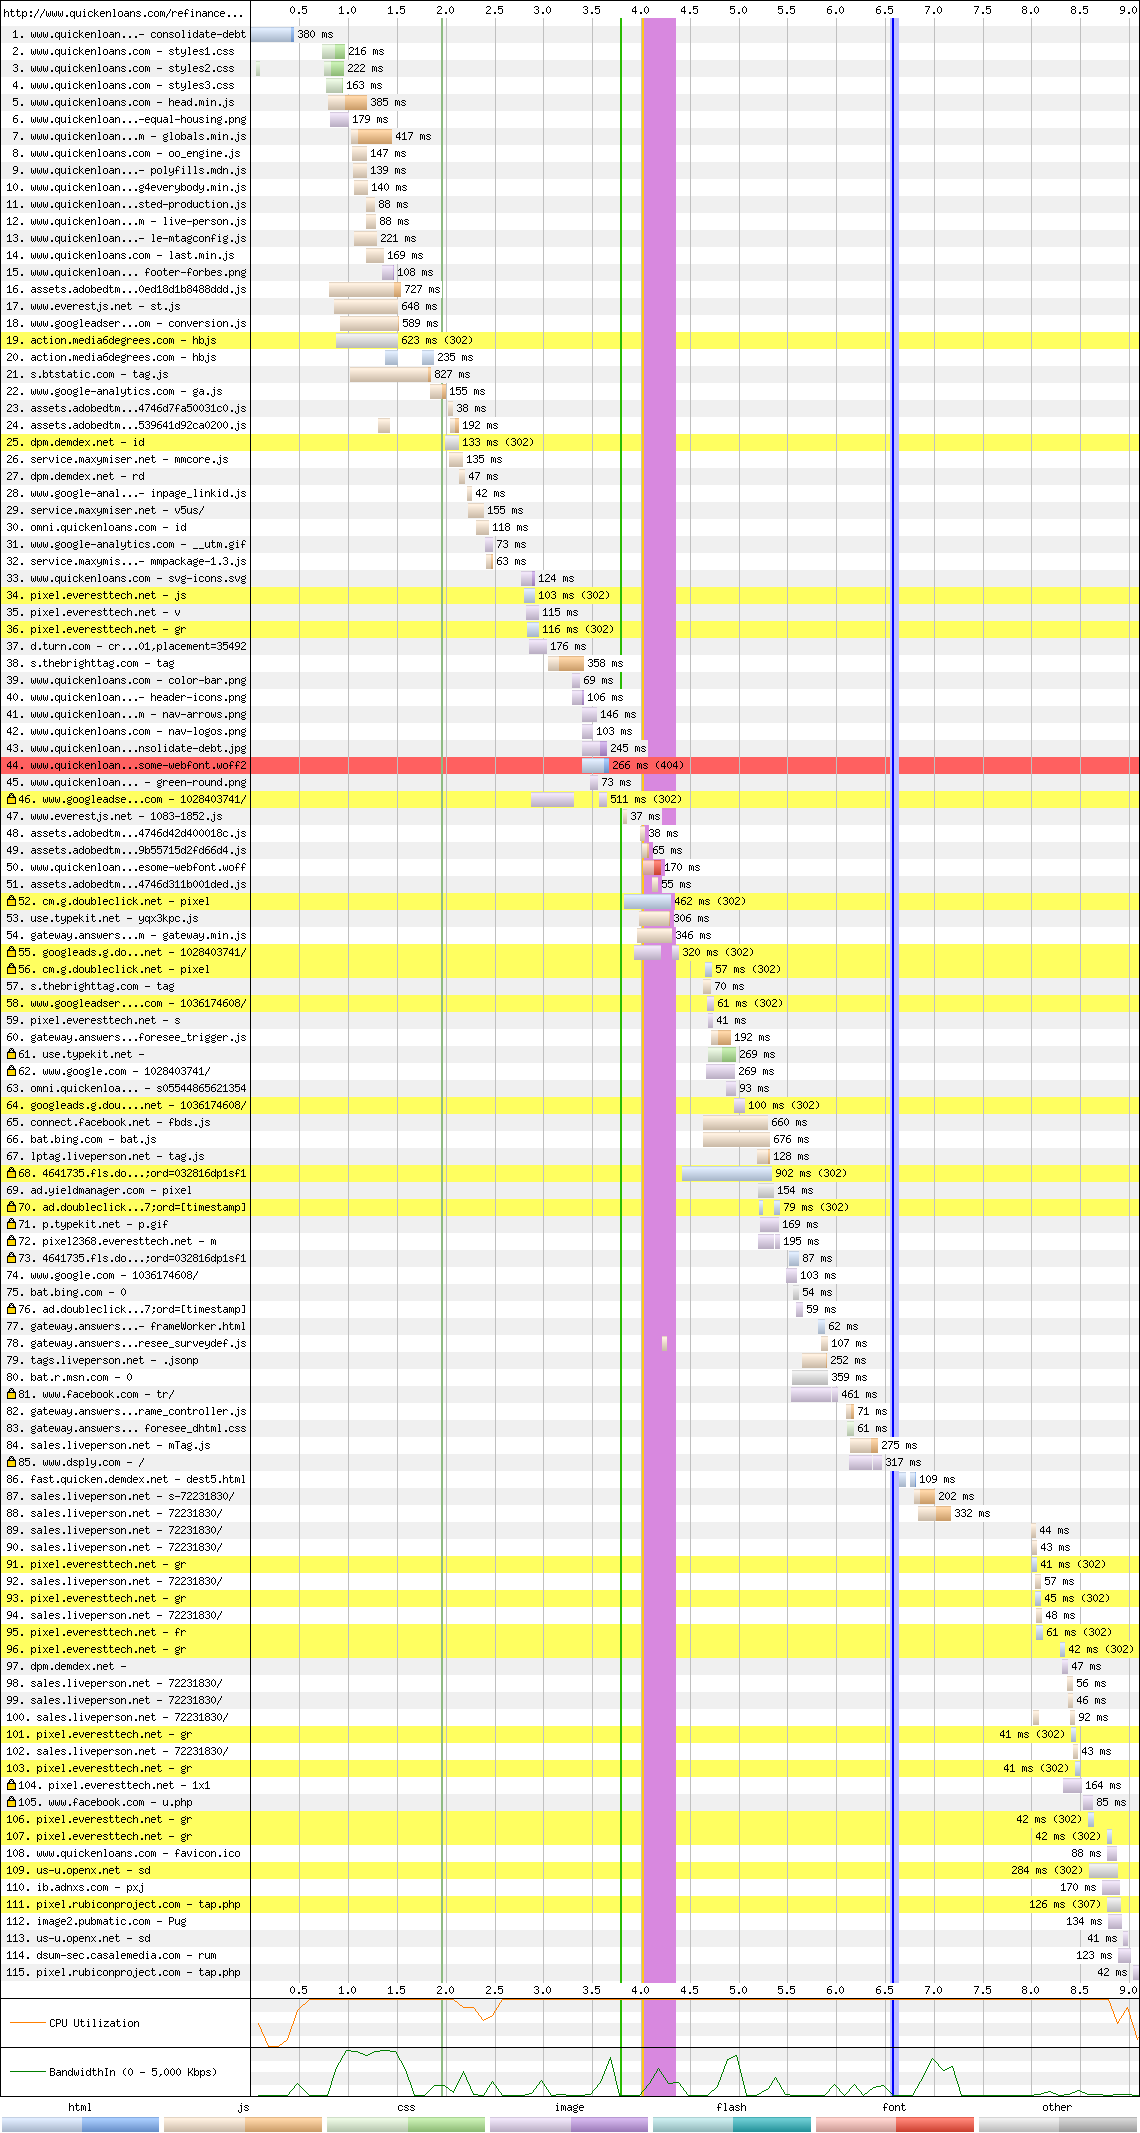 http://www.quickenloans.com/refinance... 0.5 1.0 1.5 2.0 2.5 3.0 3.5 4.0 4.5 5.0 5.5 6.0 6.5 7.0 7.5 8.0 8.5 9.0
1. www.quickenloan...- consolidate-debt 380 ms
2. www.quickenloans.com - styles1.css 216 ms
3. www.quickenloans.com - styles2.css 222 ms
4. www.quickenloans.com - styles3.css 163 ms
5. www.quickenloans.com - head.min.js 385 ms
6. www.quickenloan...-equal-housing.png 179 ms
7. www.quickenloan...m - globals.min.js 417 ms
8. www.quickenloans.com - oo_engine.js 147 ms
9. www.quickenloan...- polyfills.mdn.js 139 ms
10. www.quickenloan...g4everybody.min.js 140 ms
11. www.quickenloan...sted-production.js 88 ms
12. www.quickenloan...m - live-person.js 88 ms
13. www.quickenloan...- le-mtagconfig.js 221 ms
14. www.quickenloans.com - last.min.js 169 ms
15. www.quickenloan... footer-forbes.png 108 ms
16. assets.adobedtm...0ed18d1b8488ddd.js 727 ms
17. www.everestjs.net - st.js 648 ms
18. www.googleadser...om - conversion.js 589 ms
19. action.media6degrees.com - hbjs 623 ms (302)
20. action.media6degrees.com - hbjs 235 ms
21. s.btstatic.com - tag.js 827 ms
22. www.google-analytics.com - ga.js 155 ms
23. assets.adobedtm...4746d7fa50031c0.js 38 ms
24. assets.adobedtm...539641d92ca0200.js 192 ms
25. dpm.demdex.net - id 133 ms (302)
26. service.maxymiser.net - mmcore.js 135 ms
27. dpm.demdex.net - rd 47 ms
28. www.google-anal...- inpage_linkid.js 42 ms
29. service.maxymiser.net - v5us/ 155 ms
30. omni.quickenloans.com - id 118 ms
31. www.google-analytics.com - __utm.gif 73 ms
32. service.maxymis...- mmpackage-1.3.js 63 ms
33. www.quickenloans.com - svg-icons.svg 124 ms
34. pixel.everesttech.net - js 103 ms (302)
35. pixel.everesttech.net - v 115 ms
36. pixel.everesttech.net - gr 116 ms (302)
37. d.turn.com - cr...01,placement=35492 176 ms
38. s.thebrighttag.com - tag 358 ms
39. www.quickenloans.com - color-bar.png 69 ms
40. www.quickenloan...- header-icons.png 106 ms
41. www.quickenloan...m - nav-arrows.png 146 ms
42. www.quickenloans.com - nav-logos.png 103 ms
43. www.quickenloan...nsolidate-debt.jpg 245 ms
44. www.quickenloan...some-webfont.woff2 266 ms (404)
45. www.quickenloan... - green-round.png 73 ms
46. www.googleadse...com - 1028403741/ 511 ms (302)
47. www.everestjs.net - 1083-1852.js 37 ms
48. assets.adobedtm...4746d42d400018c.js 38 ms
49. assets.adobedtm...9b55715d2fd66d4.js 65 ms
50. www.quickenloan...esome-webfont.woff 170 ms
51. assets.adobedtm...4746d311b001ded.js 55 ms
52. cm.g.doubleclick.net - pixel 462 ms (302)
53. use.typekit.net - yqx3kpc.js 306 ms
54. gateway.answers...m - gateway.min.js 346 ms
55. googleads.g.do...net - 1028403741/ 320 ms (302)
56. cm.g.doubleclick.net - pixel 57 ms (302)
57. s.thebrighttag.com - tag 70 ms
58. www.googleadser....com - 1036174608/ 61 ms (302)
59. pixel.everesttech.net - s 41 ms
60. gateway.answers...foresee_trigger.js 192 ms
61. use.typekit.net - 269 ms
62. www.google.com - 1028403741/ 269 ms
63. omni.quickenloa... - s05544865621354 93 ms
64. googleads.g.dou....net - 1036174608/ 100 ms (302)
65. connect.facebook.net - fbds.js 660 ms
66. bat.bing.com - bat.js 676 ms
67. lptag.liveperson.net - tag.js 128 ms
68. 4641735.fls.do...;ord=032816dp1sf1 902 ms (302)
69. ad.yieldmanager.com - pixel 154 ms
70. ad.doubleclick...7;ord=[timestamp] 79 ms (302)
71. p.typekit.net - p.gif 169 ms
72. pixel2368.everesttech.net - m 195 ms
73. 4641735.fls.do...;ord=032816dp1sf1 87 ms
74. www.google.com - 1036174608/ 103 ms
75. bat.bing.com - 0 54 ms
76. ad.doubleclick...7;ord=[timestamp] 59 ms
77. gateway.answers...- frameWorker.html 62 ms
78. gateway.answers...resee_surveydef.js 107 ms
79. tags.liveperson.net - .jsonp 252 ms
80. bat.r.msn.com - 0 359 ms
81. www.facebook.com - tr/ 461 ms
82. gateway.answers...rame_controller.js 71 ms
83. gateway.answers... foresee_dhtml.css 61 ms
84. sales.liveperson.net - mTag.js 275 ms
85. www.dsply.com - / 317 ms
86. fast.quicken.demdex.net - dest5.html 109 ms
87. sales.liveperson.net - s-72231830/ 202 ms
88. sales.liveperson.net - 72231830/ 332 ms
89. sales.liveperson.net - 72231830/ 44 ms
90. sales.liveperson.net - 72231830/ 43 ms
91. pixel.everesttech.net - gr 41 ms (302)
92. sales.liveperson.net - 72231830/ 57 ms
93. pixel.everesttech.net - gr 45 ms (302)
94. sales.liveperson.net - 72231830/ 48 ms
95. pixel.everesttech.net - fr 61 ms (302)
96. pixel.everesttech.net - gr 42 ms (302)
97. dpm.demdex.net - 47 ms
98. sales.liveperson.net - 72231830/ 56 ms
99. sales.liveperson.net - 72231830/ 46 ms
100. sales.liveperson.net - 72231830/ 92 ms
101. pixel.everesttech.net - gr 41 ms (302)
102. sales.liveperson.net - 72231830/ 43 ms
103. pixel.everesttech.net - gr 41 ms (302)
104. pixel.everesttech.net - 1x1 164 ms
105. www.facebook.com - u.php 85 ms
106. pixel.everesttech.net - gr 42 ms (302)
107. pixel.everesttech.net - gr 42 ms (302)
108. www.quickenloans.com - favicon.ico 88 ms
109. us-u.openx.net - sd 284 ms (302)
110. ib.adnxs.com - pxj 170 ms
111. pixel.rubiconproject.com - tap.php 126 ms (307)
112. image2.pubmatic.com - Pug 134 ms
113. us-u.openx.net - sd 41 ms
114. dsum-sec.casalemedia.com - rum 123 ms
115. pixel.rubiconproject.com - tap.php 42 ms
0.5 1.0 1.5 2.0 2.5 3.0 3.5 4.0 4.5 5.0 5.5 6.0 6.5 7.0 7.5 8.0 8.5 9.0
CPU Utilization
BandwidthIn (0 - 5,000 Kbps)
html js css image flash font other